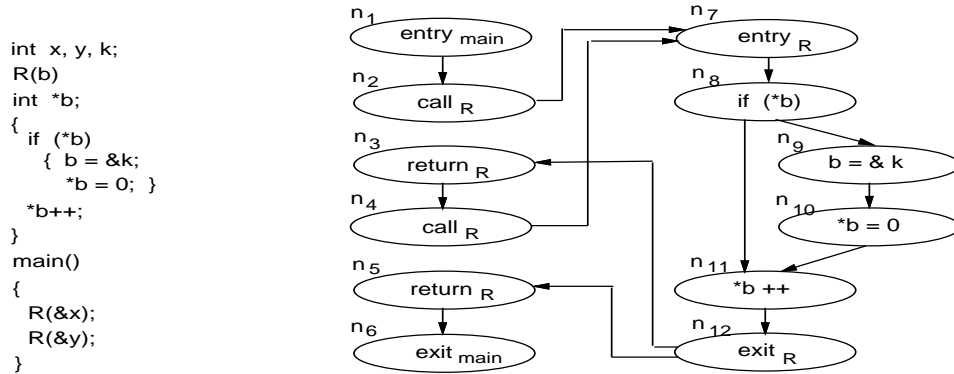 int x, y, k;
R(b)
int *b;
{
if (*b)
{ b = &k;
*b = 0; }
*b++;
}
main()
{
R(&x);
R(&y);
}
n1
entry main
n2
call R
n3
return R
n4
call R
n5
return R
n6
exit main
n7
entry R
n8
if (*b)
n9
b = & k
n10
*b = 0
n11
*b ++
n12
exit R